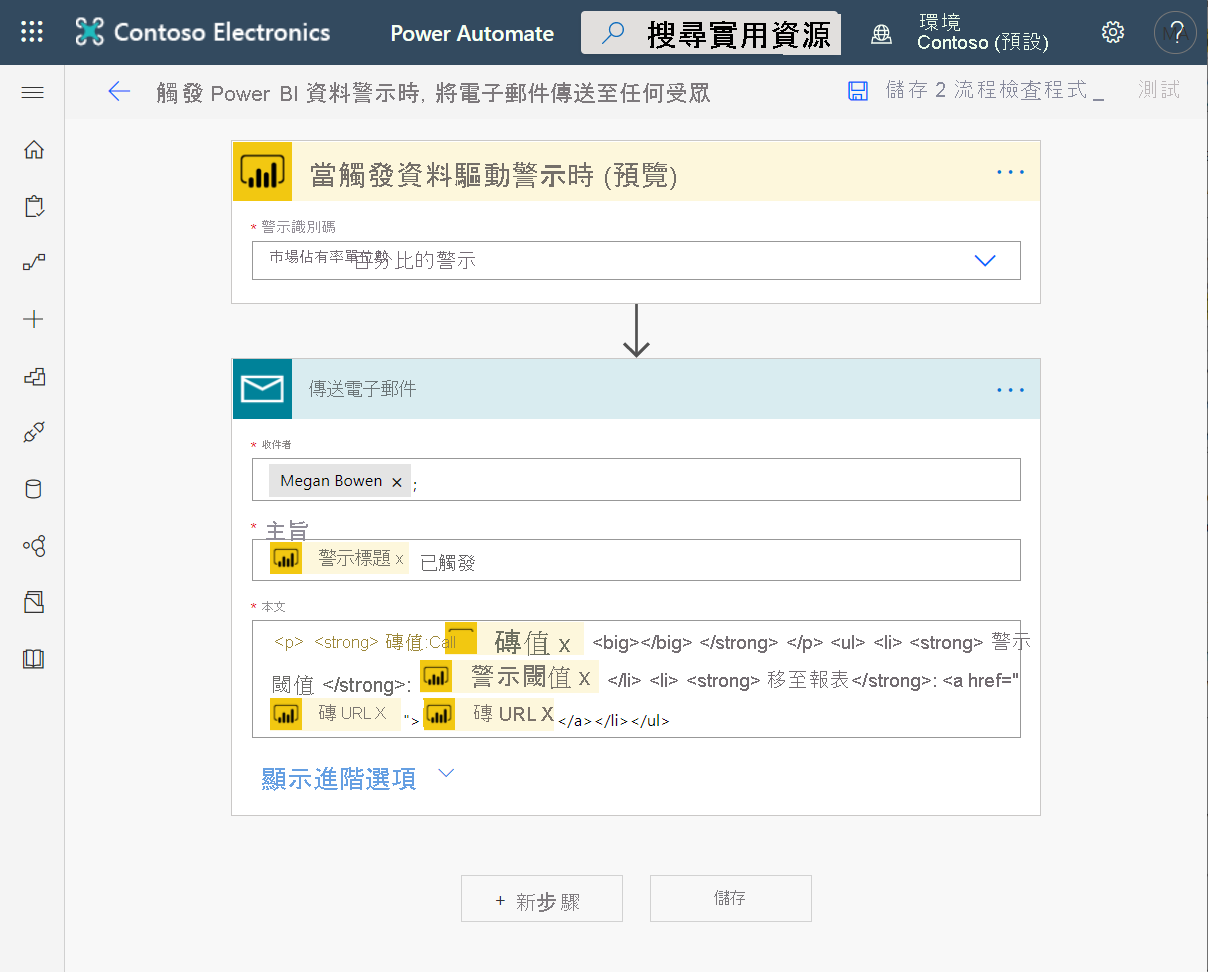 Contoso Electronics
Power Automate
搜尋實用資源
環境
Contoso (預設)
?
觸發 Power BI 資料警示時, 將電子郵件傳送至任何受眾
儲存 2 流程檢查程式 _
測試
當觸發資料驅動警示時 (預覽)
...
* 警示識別碼
市場佔有率單位數 百分比的警示
傳送電子郵件
...
* 收件者
Megan Bowen × ;
* 主旨
警示標題 x 已觸發
* 本文
<p> <strong> 磚值:Call 磚值 x <big></big> </strong> </p> <ul> <li> <strong> 警示
閾值 </strong>: 警示閾值 x </li> <li> <strong> 移至報表</strong>: <a href="
磚 URL X "> 磚 URL X </a></li></ul>
顯示進階選項
+ 新步驟
儲存